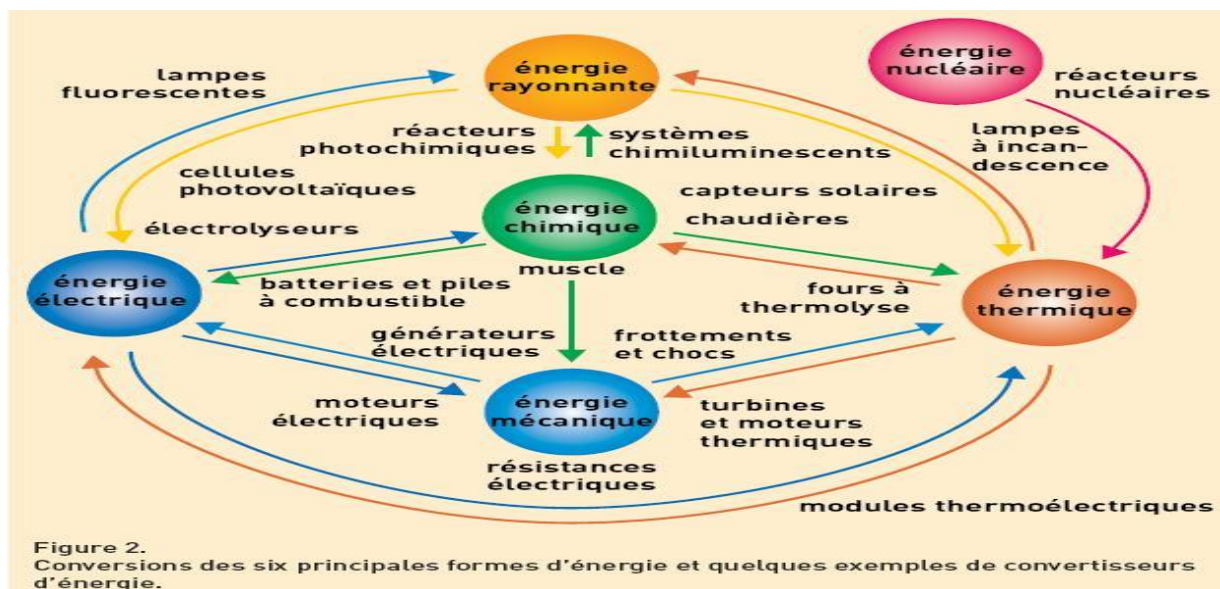 énergie
rayonnante
énergie
nucléaire
lampes
fluorescentes
réacteurs
nucléaires
réacteurs
photochimiques
systèmes
chimiluminescents
lampes
à incan-
descence
cellules
photovoltaïques
capteurs solaires
énergie
chimique
chaudières
électrolyseurs
muscle
énergie
électrique
batteries et piles
à combustible
fours à
thermolyse
énergie
thermique
générateurs
électriques
frottements
et chocs
moteurs
électriques
énergie
mécanique
turbines
et moteurs
thermiques
résistances
électriques
modules thermoélectriques
Figure 2.
Conversions des six principales formes d'énergie et quelques exemples de convertisseurs
d'énergie.